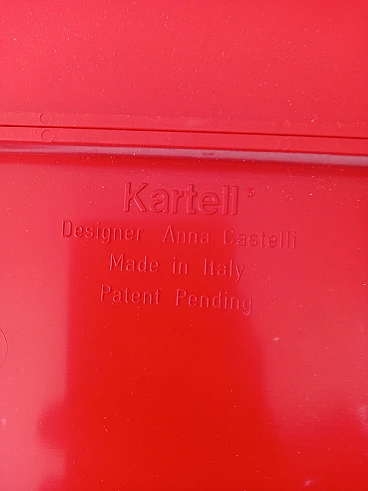 Kartell®
Designer Anna Castelli
Made in Italy
Patent Pending